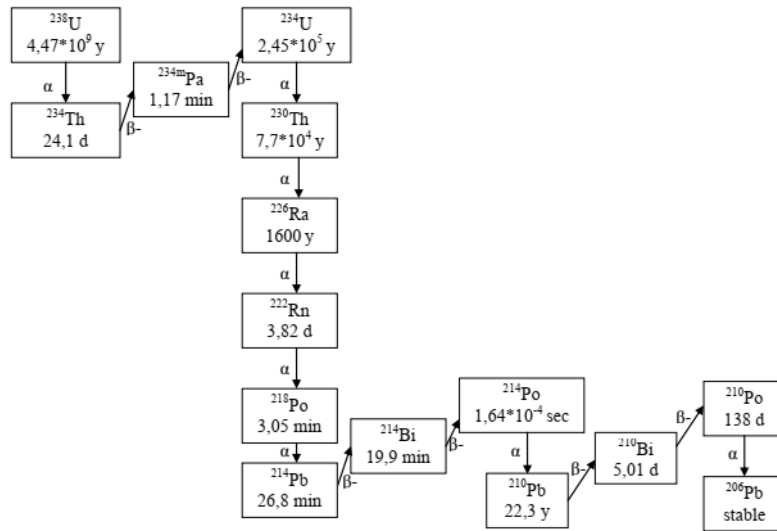 ²³⁸U
4,47*10⁹ y
α
²³⁴Th
24,1 d
β-
²³⁴ᵐPa
1,17 min
β-
²³⁴U
2,45*10⁵ y
α
²³⁰Th
7,7*10⁴ y
α
²²⁶Ra
1600 y
α
²²²Rn
3,82 d
α
²¹⁸Po
3,05 min
α
²¹⁴Pb
26,8 min
β-
²¹⁴Bi
19,9 min
β-
²¹⁴Po
1,64*10⁻⁴ sec
α
²¹⁰Pb
22,3 y
β-
²¹⁰Bi
5,01 d
β-
²¹⁰Po
138 d
α
²⁰⁶Pb
stable